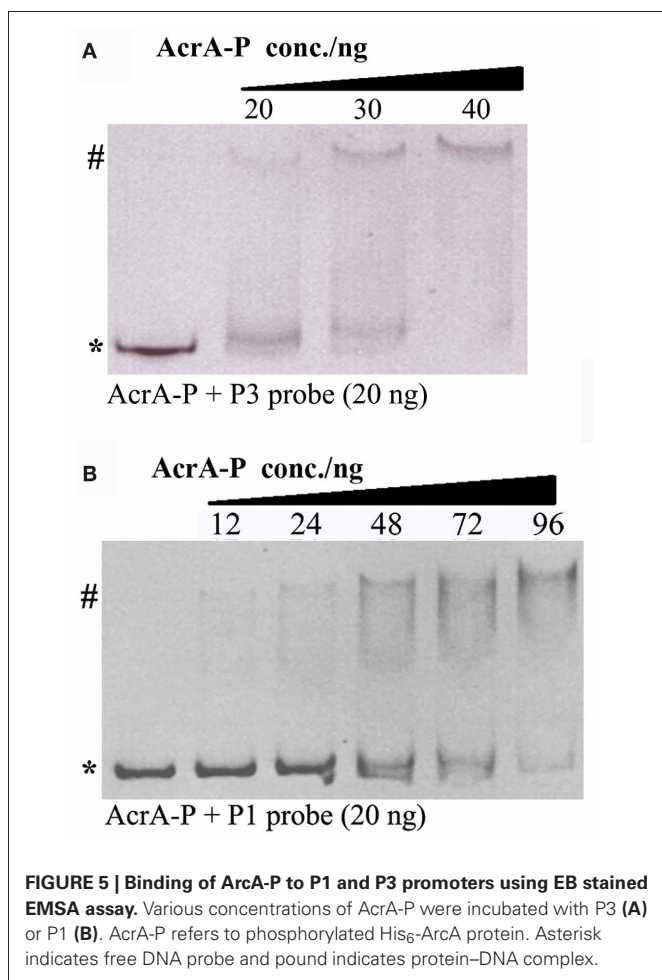 A
AcrA-P conc./ng
20 30 40
#
*
AcrA-P + P3 probe (20 ng)
B
AcrA-P conc./ng
12 24 48 72 96
#
*
AcrA-P + P1 probe (20 ng)
FIGURE 5 | Binding of ArcA-P to P1 and P3 promoters using EB stained
EMSA assay. Various concentrations of AcrA-P were incubated with P3 (A)
or P1 (B). AcrA-P refers to phosphorylated His6-ArcA protein. Asterisk
indicates free DNA probe and pound indicates protein–DNA complex.